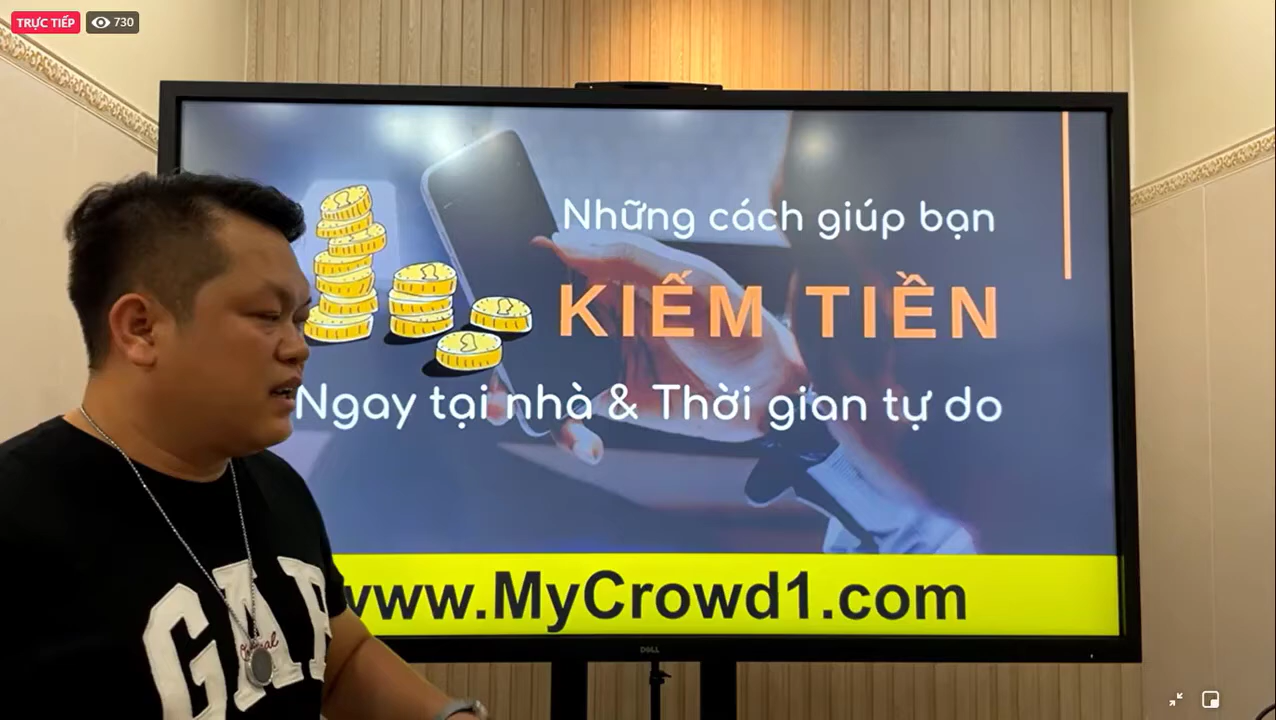 TRỰC TIẾP 730
Những cách giúp bạn
KIẾM TIỀN
Ngay tại nhà & Thời gian tự do
www.MyCrowd1.com
DELL
GAP